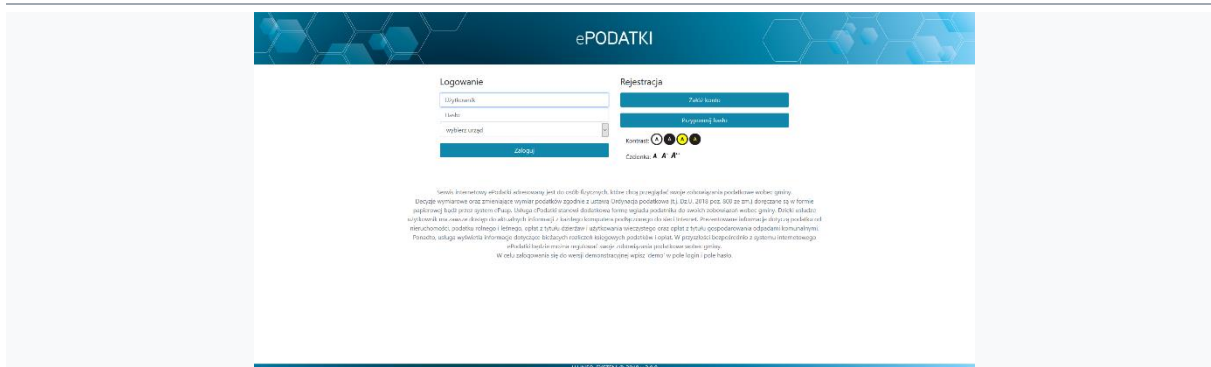 ePODATKI
Logowanie
Rejestracja
Użytkownik
Załóż konto
Hasło
Przypomnij hasło
wybierz urząd
Kontrast: A A A A
Zaloguj
Czcionka: A A+ A++
Serwis internetowy ePodatki adresowany jest do osób fizycznych, które chcą przeglądać swoje zobowiązania podatkowe wobec gminy.
Decyzje wymiarowe oraz zmieniające wymiar podatków zgodnie z ustawą Ordynacja podatkowa (t.j. Dz.U. 2018 poz. 800 ze zm.) doręczane są w formie
papierowej bądź przez system ePuap. Usługa ePodatki stanowi dodatkową formę wglądu podatnika do swoich zobowiązań wobec gminy. Dzięki usłudze
użytkownik ma zawsze dostęp do aktualnych informacji z każdego komputera podłączonego do sieci Internet. Prezentowane informacje dotyczą podatku od
nieruchomości, podatku rolnego i leśnego, opłat z tytułu dzierżaw i użytkowania wieczystego oraz opłat z tytułu gospodarowania odpadami komunalnymi.
Ponadto, usługa wyświetla informacje dotyczące bieżących rozliczeń księgowych podatków i opłat. W przyszłości bezpośrednio z systemu internetowego
ePodatki będzie można regulować swoje zobowiązania podatkowe wobec gminy.
W celu zalogowania się do wersji demonstracyjnej wpisz 'demo' w pole login i pole hasło.